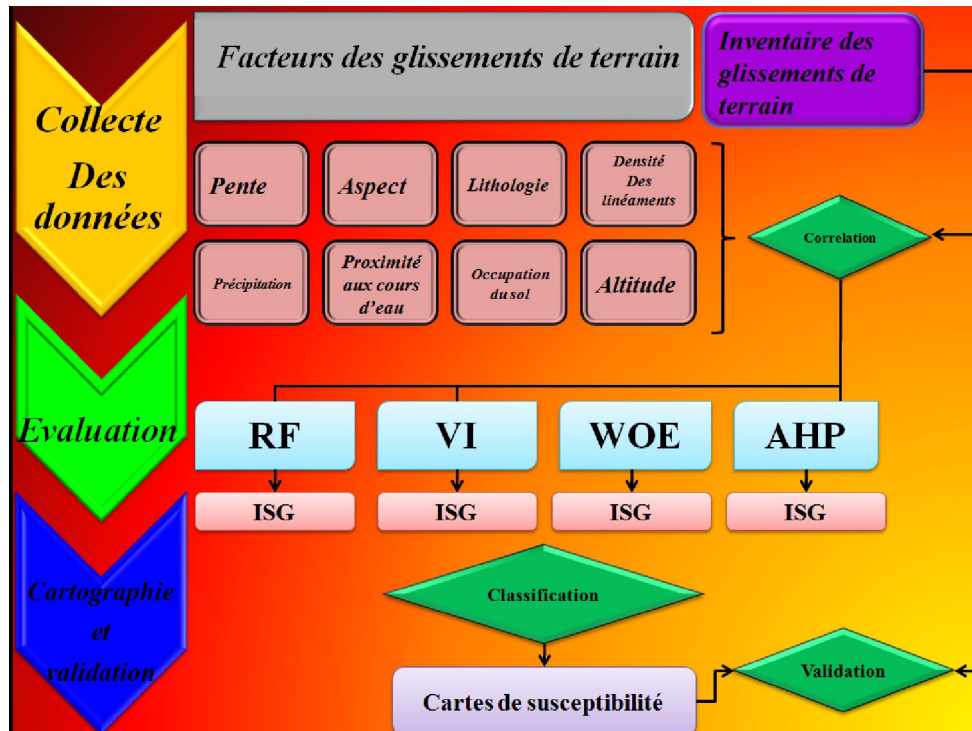 Collecte
Des
données
Facteurs des glissements de terrain
Inventaire des
glissements de
terrain
Pente
Aspect
Lithologie
Densité
Des
linéaments
Précipitation
Proximité
aux cours
d'eau
Occupation
du sol
Altitude
Correlation
Evaluation
RF
VI
WOE
AHP
ISG
ISG
ISG
ISG
Cartographie
et
validation
Classification
Cartes de susceptibilité
Validation